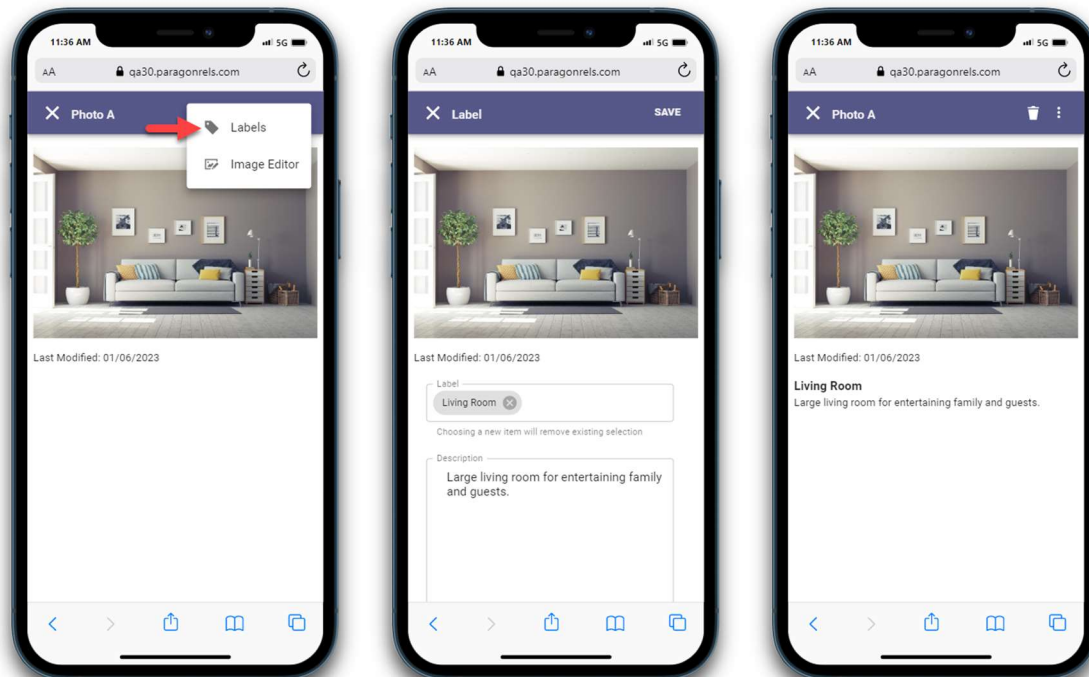 11:36 AM
5G
AA
qa30.paragonrels.com
Photo A
Labels
Image Editor
Last Modified: 01/06/2023
11:36 AM
5G
AA
qa30.paragonrels.com
Label
SAVE
Last Modified: 01/06/2023
Label
Living Room
Choosing a new item will remove existing selection
Description
Large living room for entertaining family
and guests.
11:36 AM
5G
AA
qa30.paragonrels.com
Photo A
Last Modified: 01/06/2023
Living Room
Large living room for entertaining family and guests.